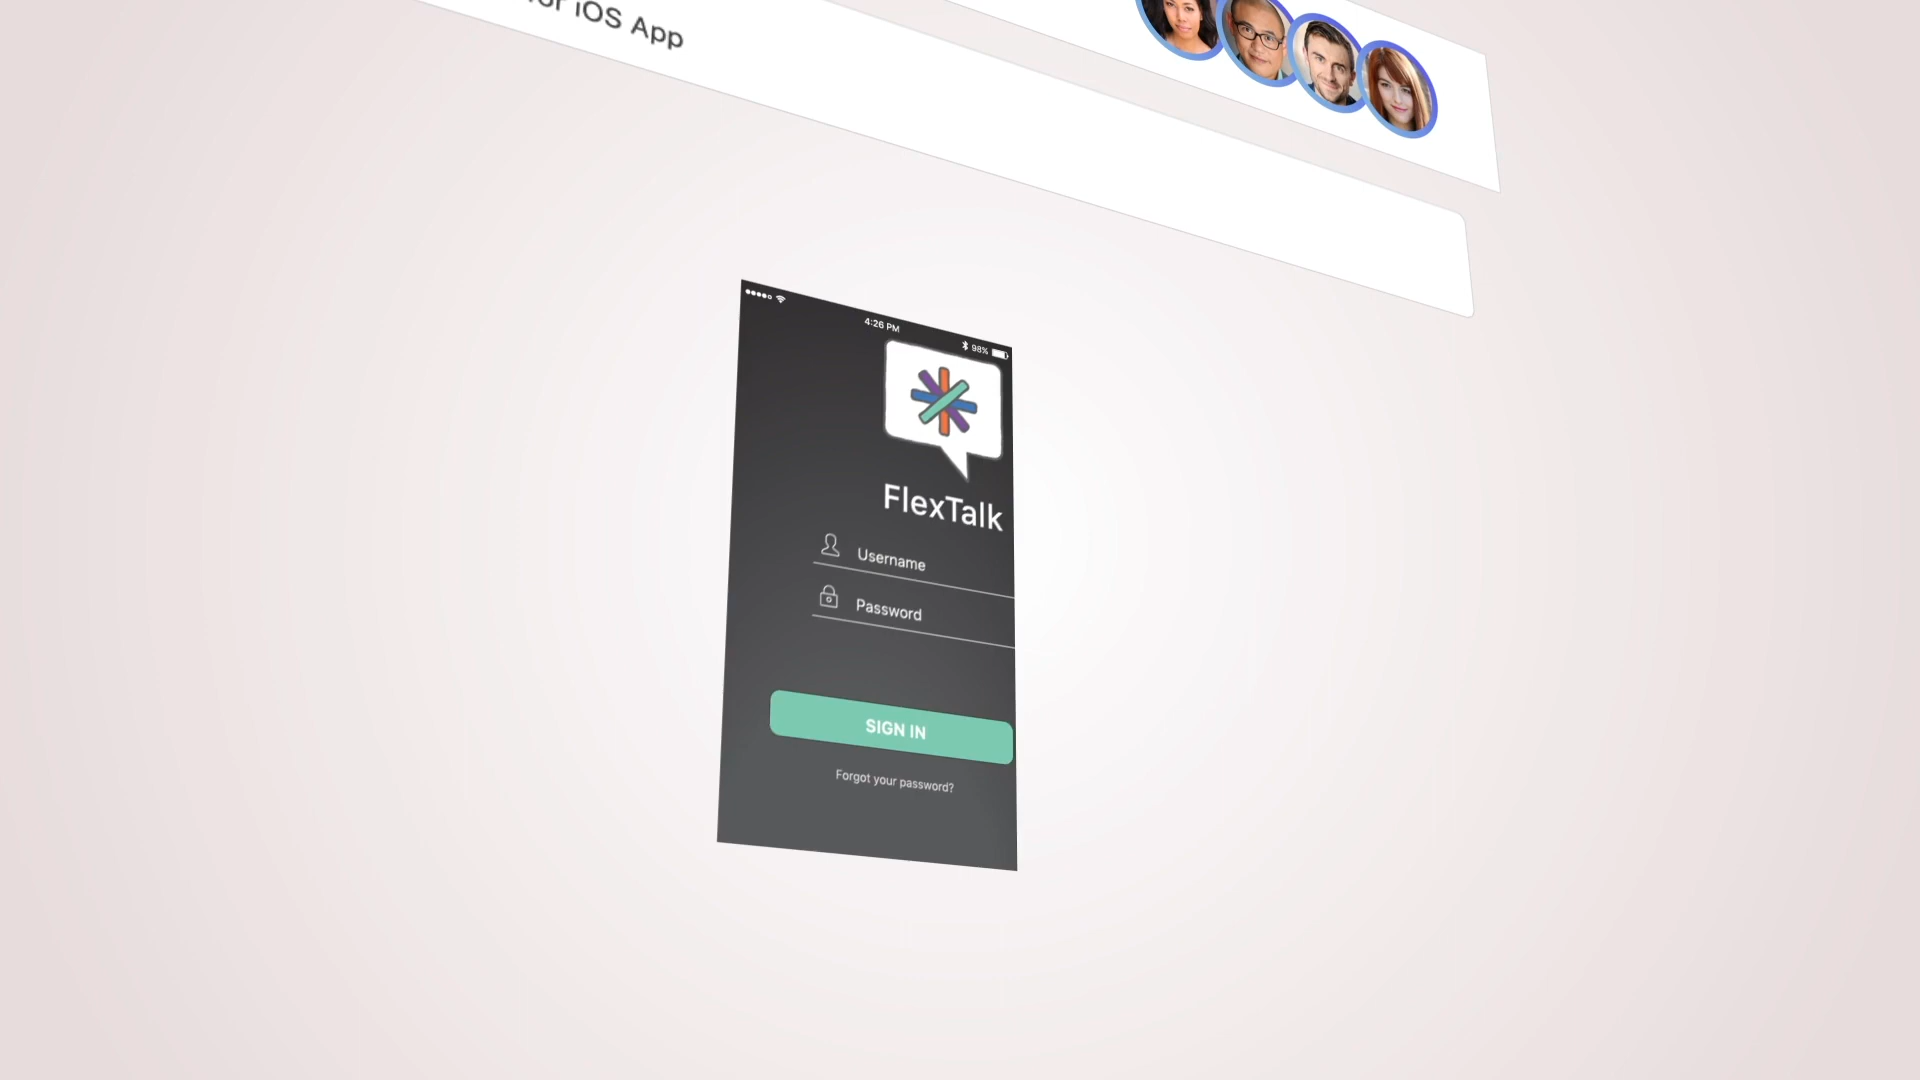 iOS App
4:26 PM
98%
FlexTalk
Username
Password
SIGN IN
Forgot your password?